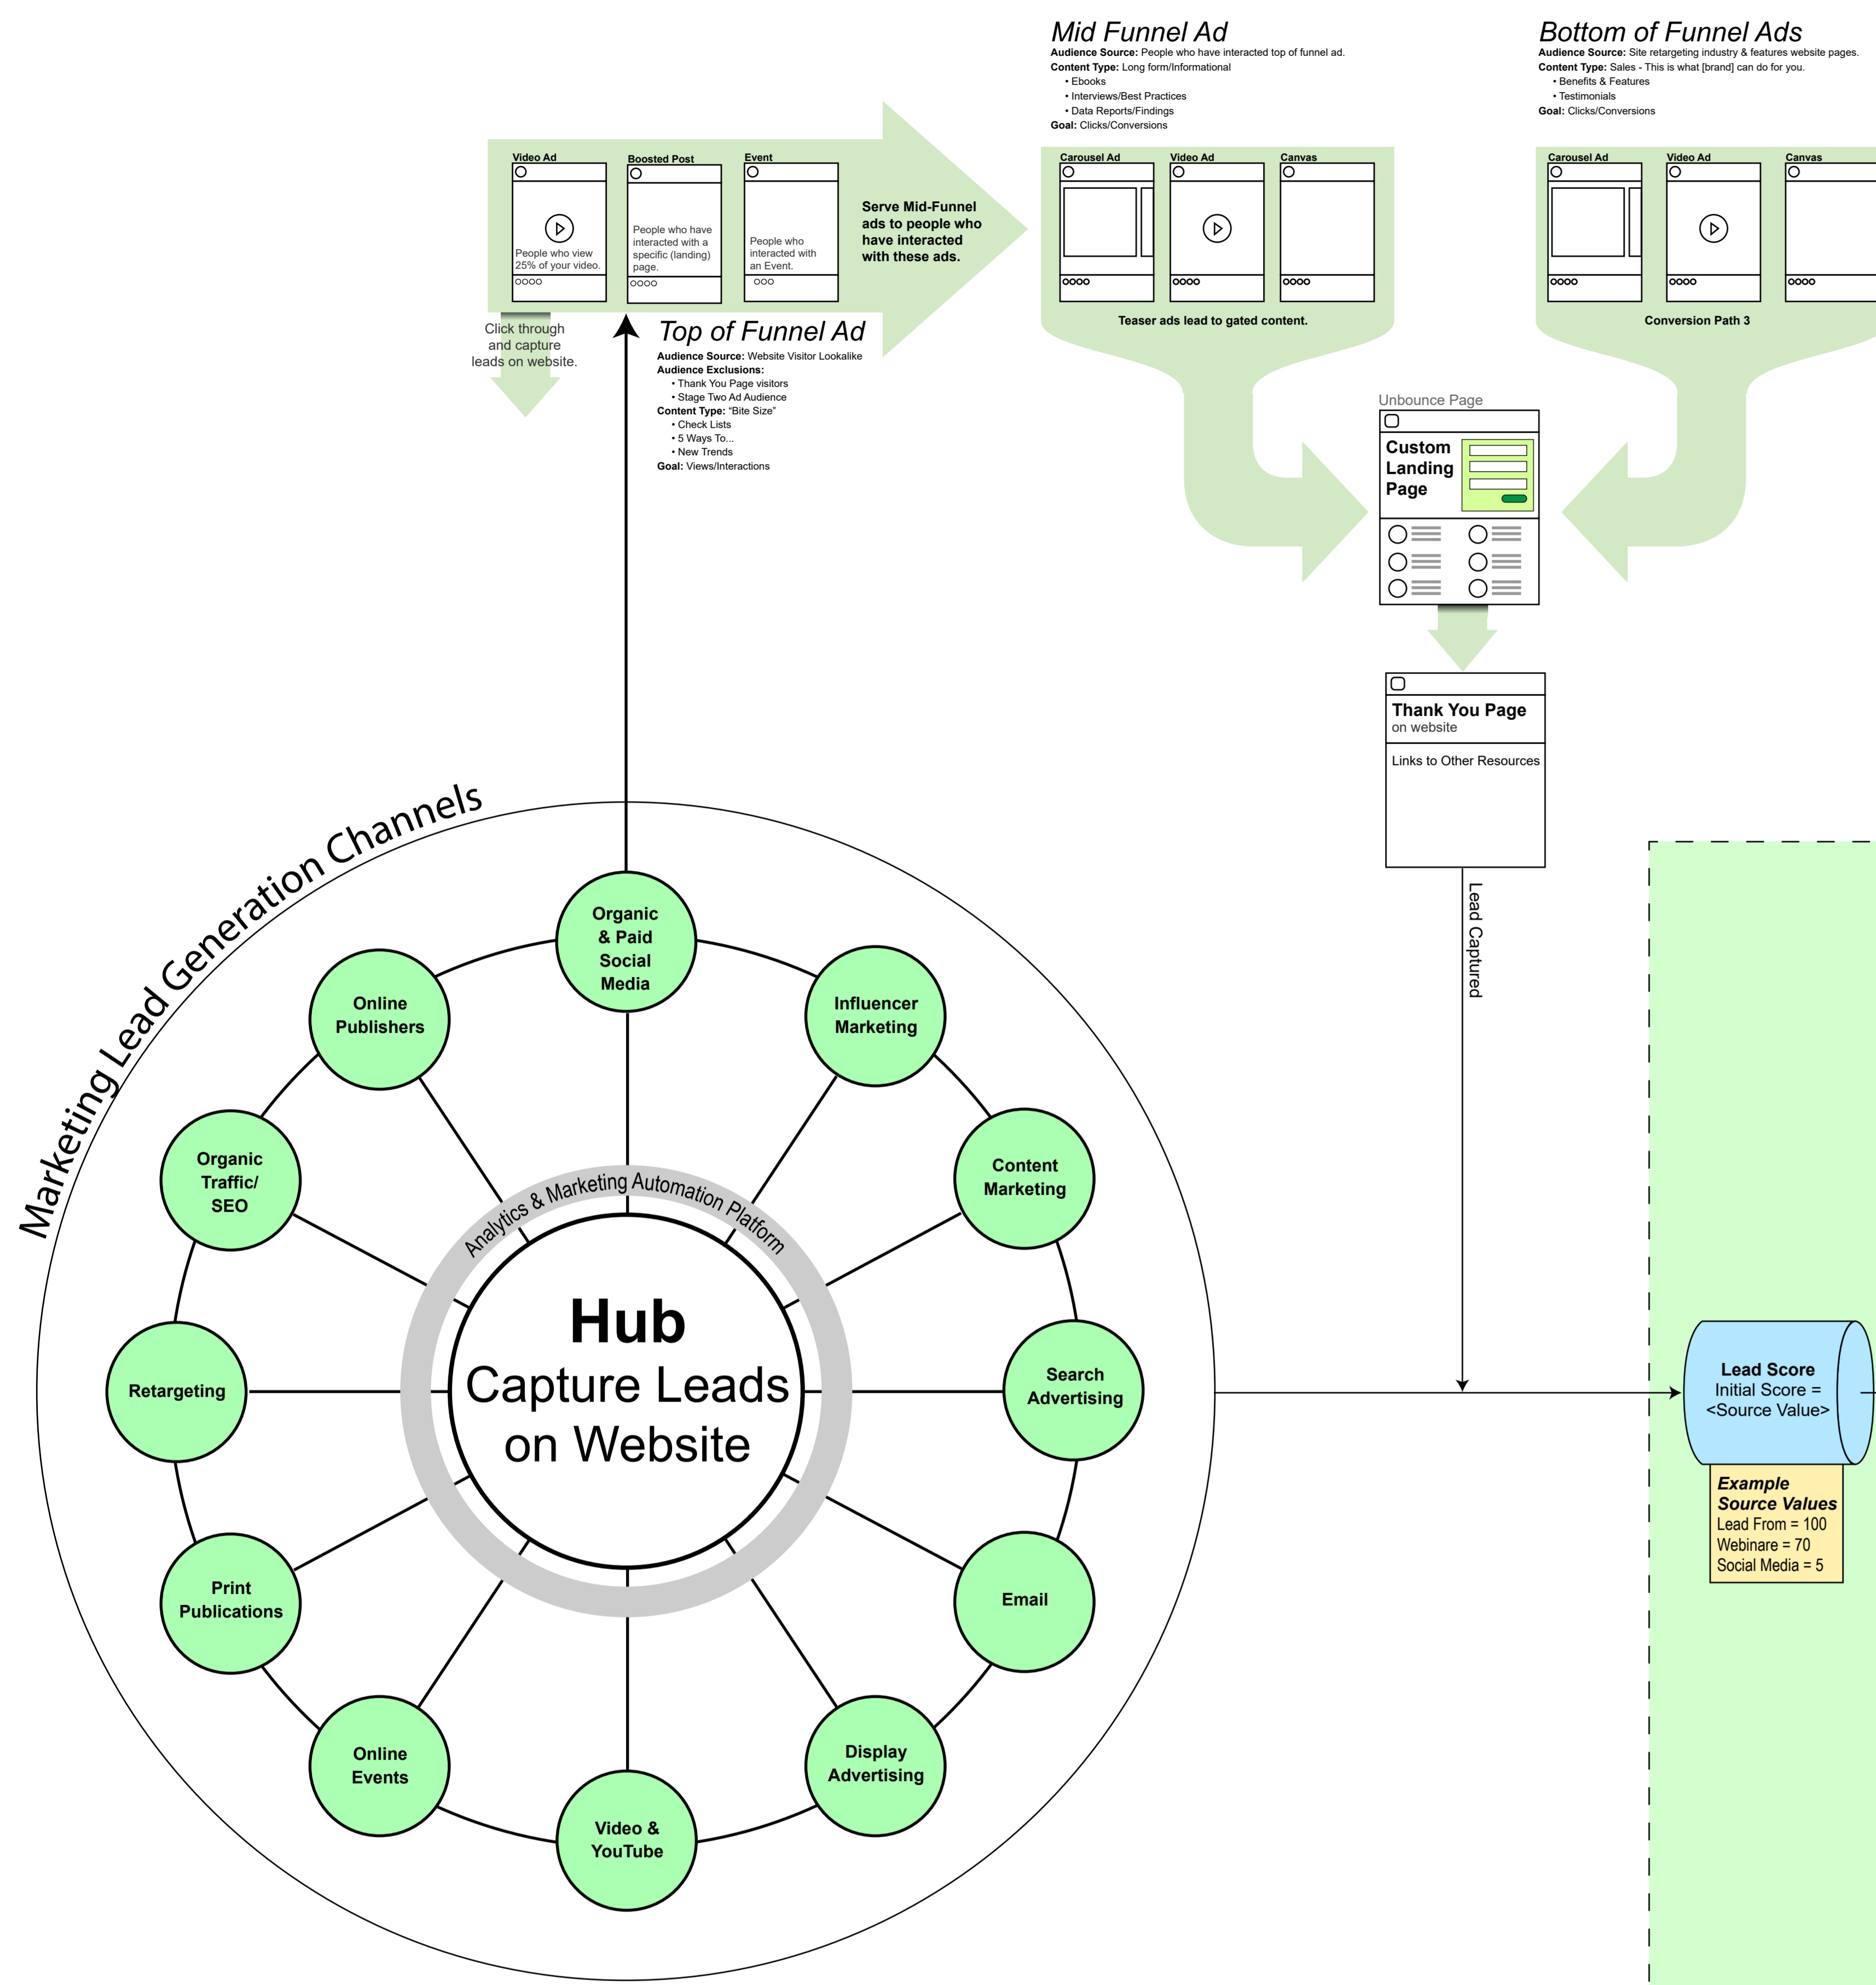 Mid Funnel Ad
Audience Source: People who have interacted top of funnel ad.
Content Type: Long form/Informational
• Ebooks
• Interviews/Best Practices
• Data Reports/Findings
Goal: Clicks/Conversions
Bottom of Funnel Ads
Audience Source: Site retargeting industry & features website pages.
Content Type: Sales - This is what [brand] can do for you.
• Benefits & Features
• Testimonials
Goal: Clicks/Conversions
Video Ad
People who view
25% of your video.
Boosted Post
People who have
interacted with a
specific (landing)
page.
Event
People who
interacted with
an Event.
Serve Mid-Funnel
ads to people who
have interacted
with these ads.
Carousel Ad
Video Ad
Canvas
Teaser ads lead to gated content.
Carousel Ad
Video Ad
Canvas
Conversion Path 3
Click through
and capture
leads on website.
Top of Funnel Ad
Audience Source: Website Visitor Lookalike
Audience Exclusions:
• Thank You Page visitors
• Stage Two Ad Audience
Content Type: “Bite Size”
• Check Lists
• 5 Ways To...
• New Trends
Goal: Views/Interactions
Unbounce Page
Custom
Landing
Page
Thank You Page
on website
Links to Other Resources
Lead Captured
Marketing Lead Generation Channels
Organic
& Paid
Social
Media
Influencer
Marketing
Content
Marketing
Search
Advertising
Email
Display
Advertising
Video &
YouTube
Online
Events
Print
Publications
Retargeting
Organic
Traffic/
SEO
Online
Publishers
Analytics & Marketing Automation Platform
Hub
Capture Leads
on Website
Lead Score
Initial Score =
<Source Value>
Example
Source Values
Lead From = 100
Webinare = 70
Social Media = 5